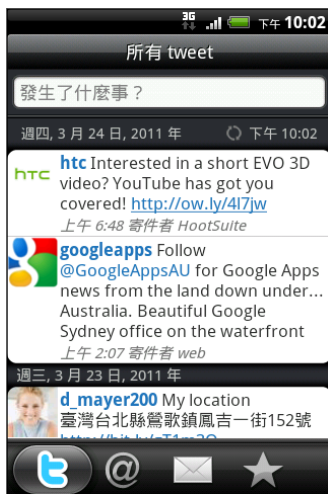 3G 下午 10:02
所有 tweet
發生了什麼事？
週四, 3 月 24 日, 2011 年 下午 10:02
htc Interested in a short EVO 3D
video? YouTube has got you
covered! http://ow.ly/4l7jw
上午 6:48 寄件者 HootSuite
googleapps Follow
@GoogleAppsAU for Google Apps
news from the land down under...
Australia. Beautiful Google
Sydney office on the waterfront
上午 2:07 寄件者 web
週三, 3 月 23 日, 2011 年
d_mayer200 My location
臺灣台北縣鶯歌鎮鳳吉一街152號